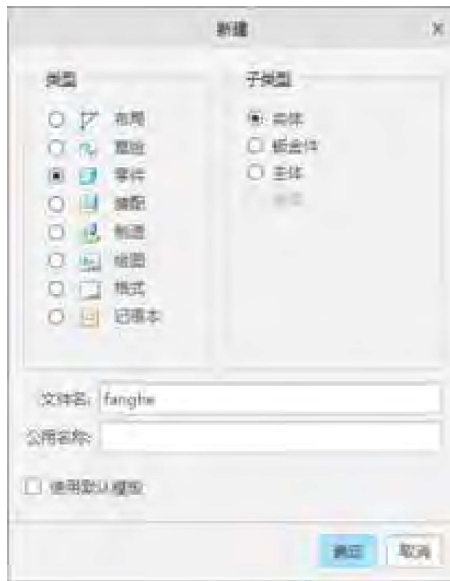 新建
类型
布局
草绘
零件
装配
制造
绘图
格式
记事本
子类型
实体
钣金件
主体
文件名: fanghe
公用名称:
使用默认模板
确定
取消